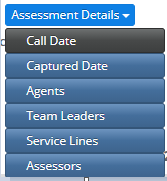 Assessment Details
Call Date
Captured Date
Agents
Team Leaders
Service Lines
Assessors